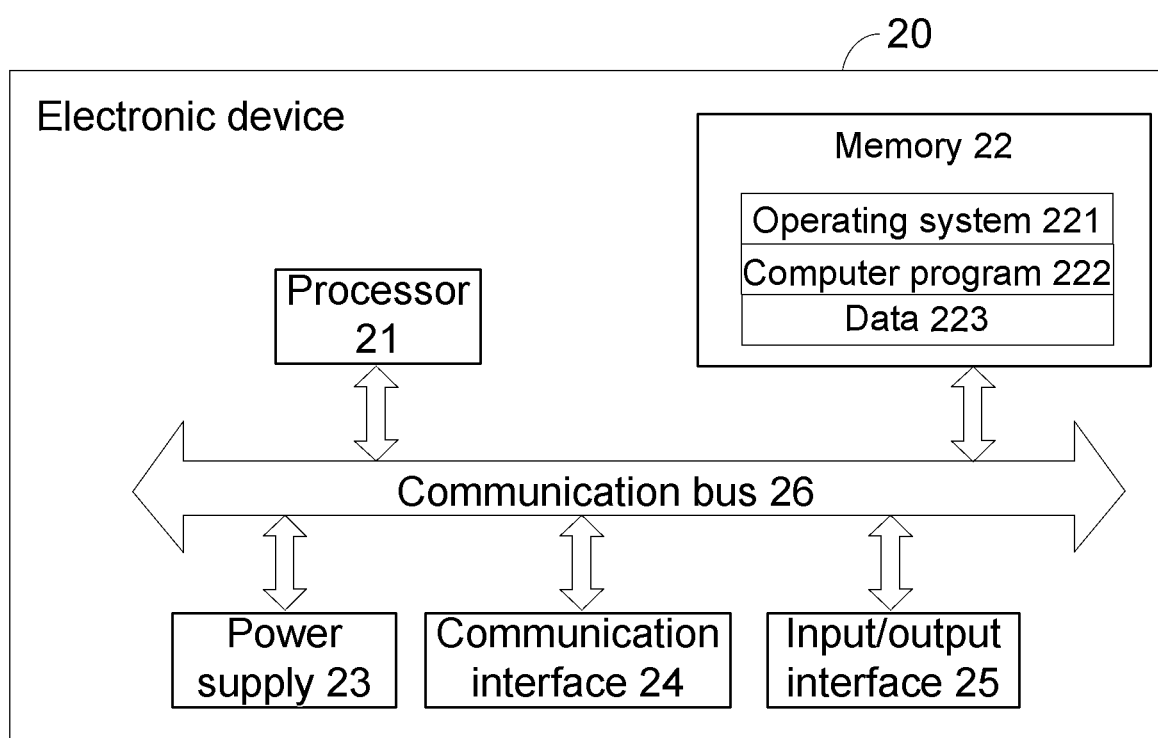 20
Electronic device
Memory 22
Operating system 221
Computer program 222
Data 223
Processor
21
Communication bus 26
Power
supply 23
Communication
interface 24
Input/output
interface 25